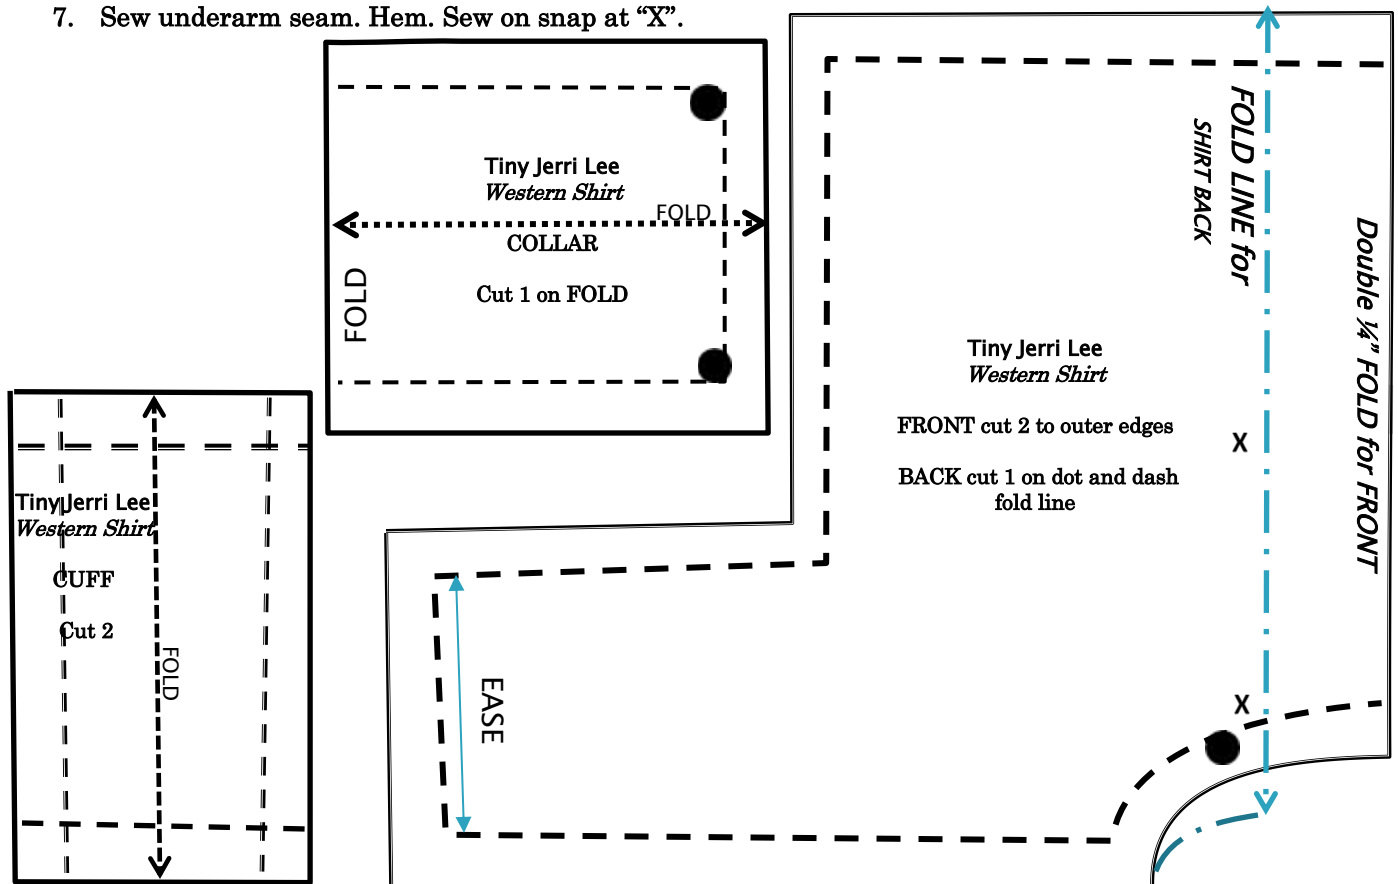 7. Sew underarm seam. Hem. Sew on snap at “X”.
Tiny Jerri Lee
Western Shirt
FOLD
COLLAR
Cut 1 on FOLD
FOLD
Tiny Jerri Lee
Western Shirt
CUFF
Cut 2
FOLD
FOLD LINE for
SHIRT BACK
Double ¼” FOLD for FRONT
Tiny Jerri Lee
Western Shirt
FRONT cut 2 to outer edges
BACK cut 1 on dot and dash
fold line
X
EASE
X